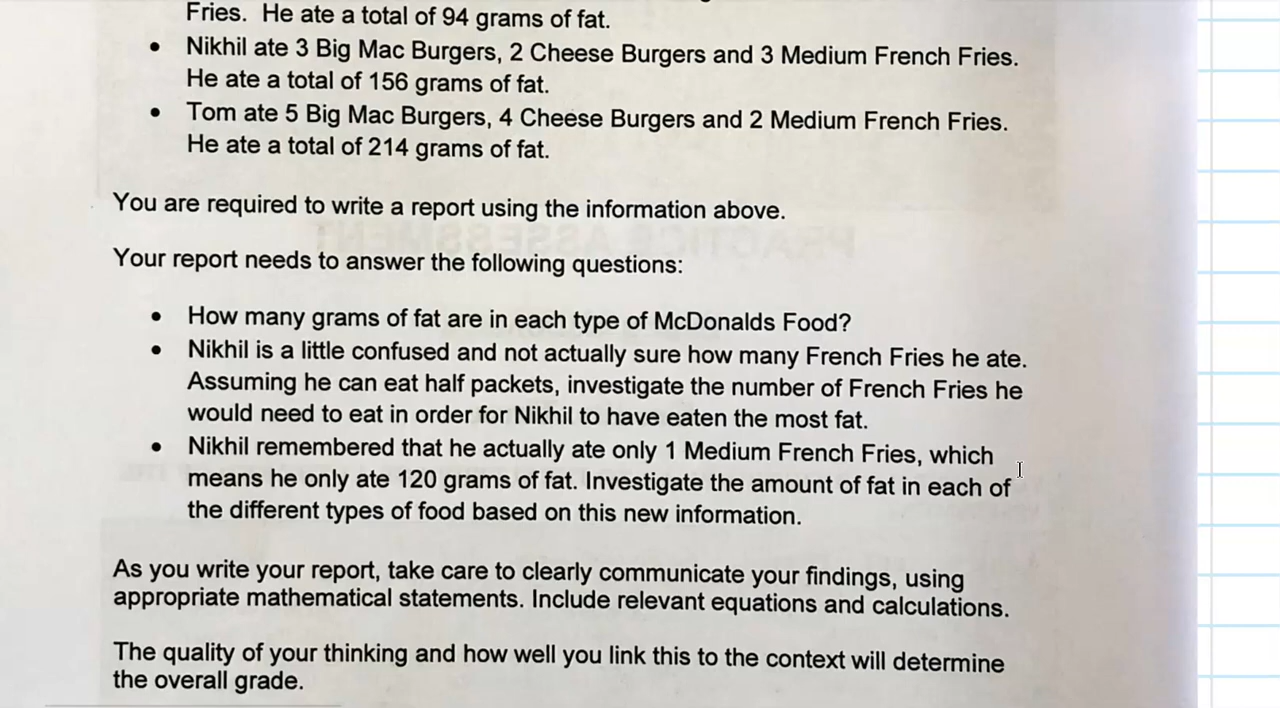 Fries. He ate a total of 94 grams of fat.
• Nikhil ate 3 Big Mac Burgers, 2 Cheese Burgers and 3 Medium French Fries.
He ate a total of 156 grams of fat.
• Tom ate 5 Big Mac Burgers, 4 Cheese Burgers and 2 Medium French Fries.
He ate a total of 214 grams of fat.
You are required to write a report using the information above.
PRACTICE ASSESSMENT
Your report needs to answer the following questions:
• How many grams of fat are in each type of McDonalds Food?
• Nikhil is a little confused and not actually sure how many French Fries he ate.
Assuming he can eat half packets, investigate the number of French Fries he
would need to eat in order for Nikhil to have eaten the most fat.
• Nikhil remembered that he actually ate only 1 Medium French Fries, which
means he only ate 120 grams of fat. Investigate the amount of fat in each of
the different types of food based on this new information.
As you write your report, take care to clearly communicate your findings, using
appropriate mathematical statements. Include relevant equations and calculations.
The quality of your thinking and how well you link this to the context will determine
the overall grade.